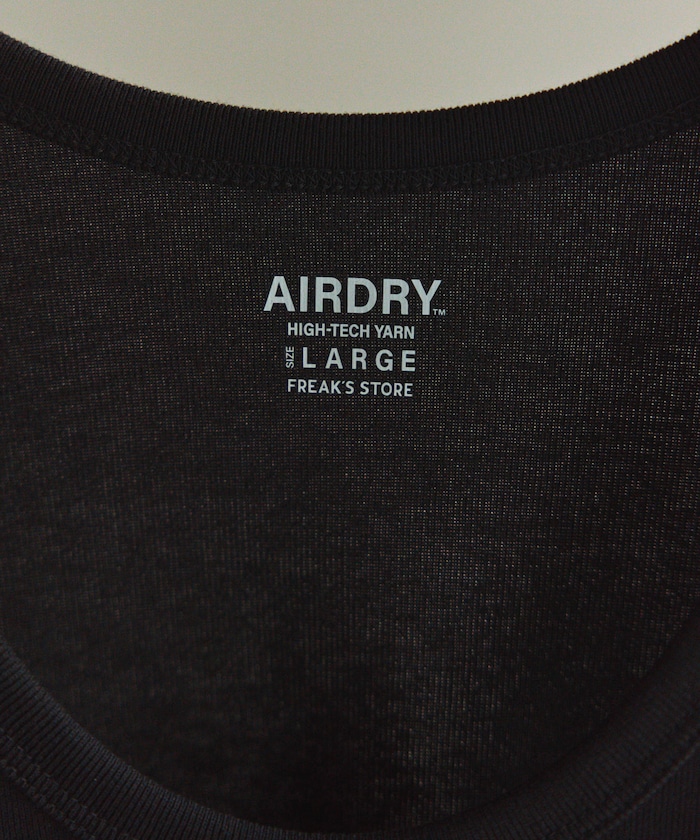 AIRDRY™
HIGH-TECH YARN
SIZE LARGE
FREAK'S STORE